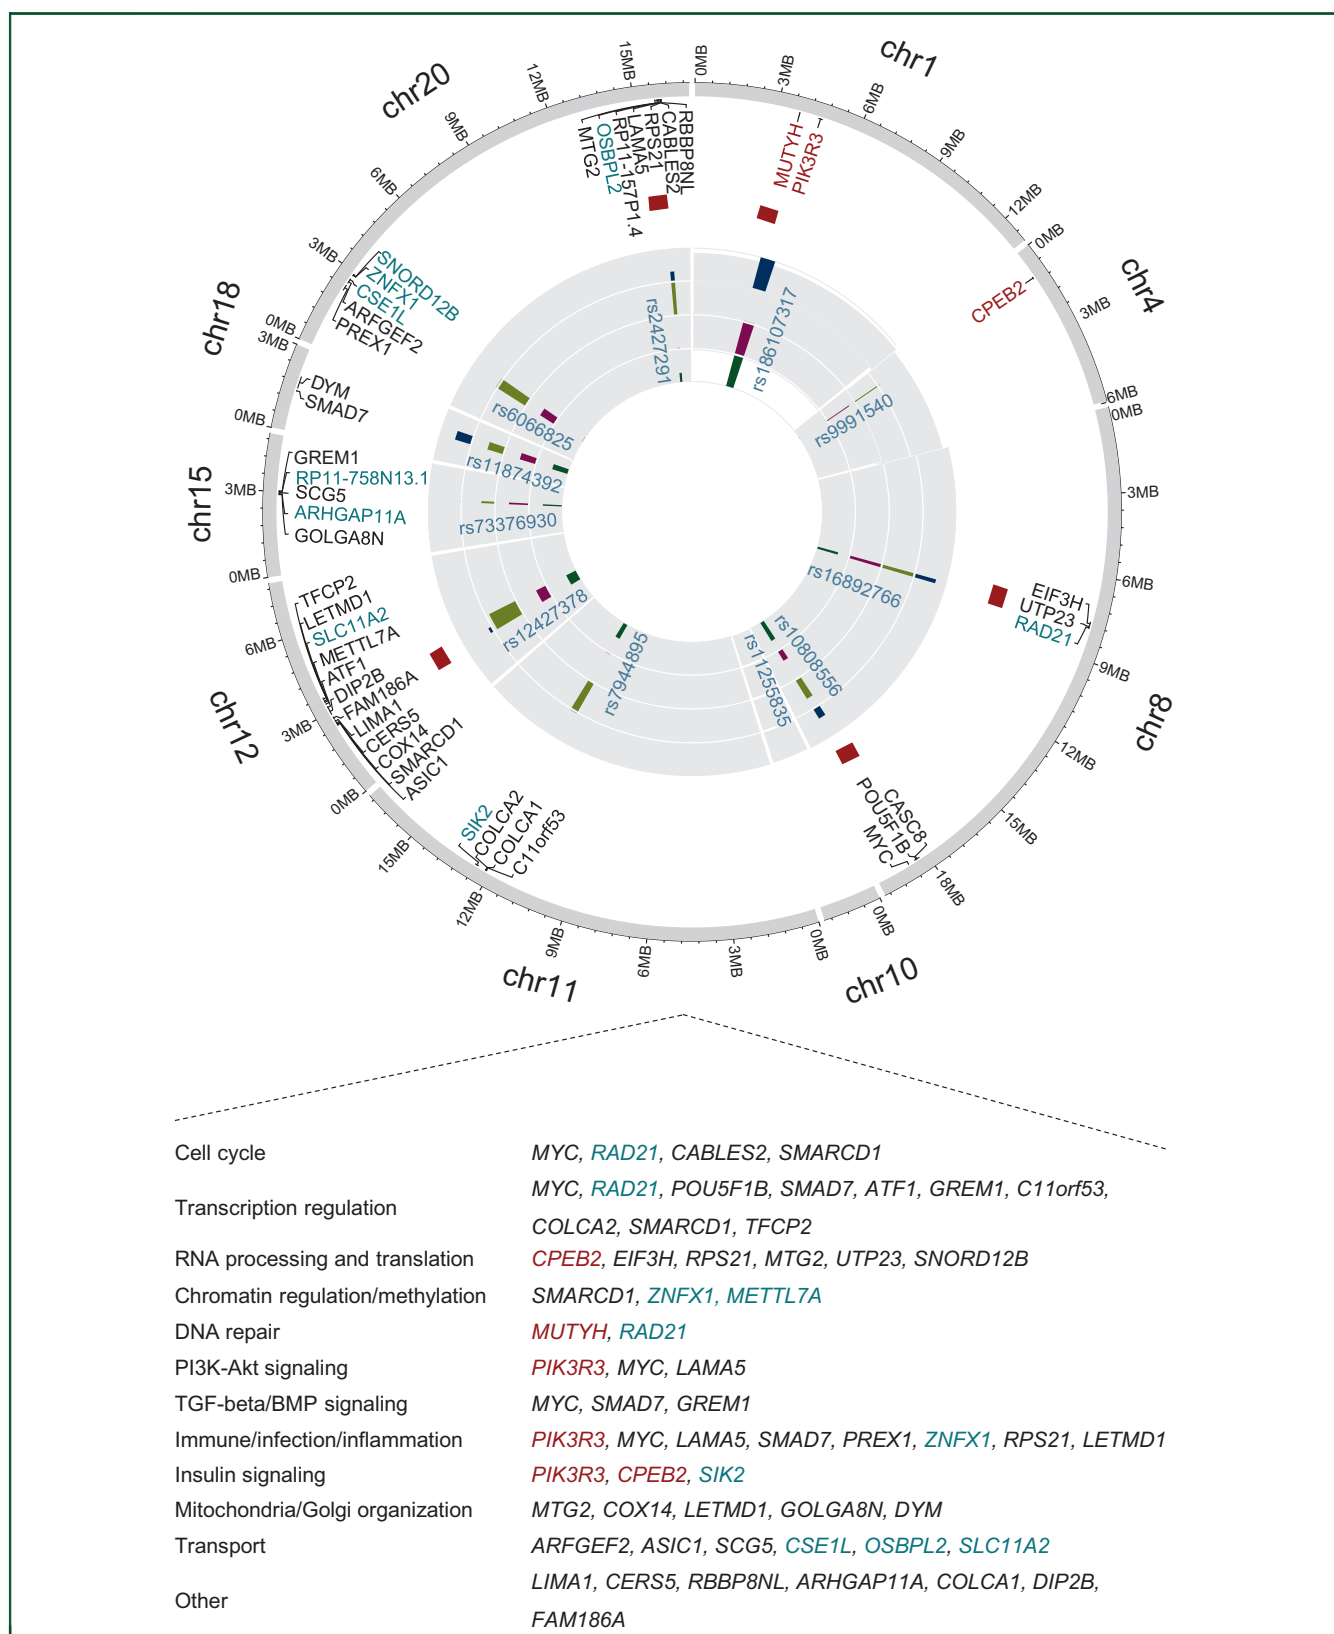 chr1
0MB
3MB
6MB
9MB
12MB
MUTYH
PIK3R3
rs186107317
chr4
0MB
3MB
6MB
CPEB2
rs9991540
chr8
0MB
3MB
6MB
9MB
12MB
15MB
18MB
EIF3H
UTP23
RAD21
rs16892766
CASC8
POU5F1B
MYC
rs10808556
chr10
0MB
rs11255835
chr11
0MB
3MB
6MB
9MB
12MB
15MB
SIK2
COLCA2
COLCA1
C11orf53
rs7944895
chr12
0MB
3MB
6MB
TFCP2
LETMD1
SLC11A2
METTL7A
ATF1
DIP2B
FAM186A
LIMA1
CERS5
COX14
SMARCD1
ASIC1
rs12427378
chr15
0MB
3MB
GREM1
RP11-758N13.1
SCG5
ARHGAP11A
GOLGA8N
rs73376930
chr18
0MB
3MB
DYM
SMAD7
rs11874392
chr20
0MB
3MB
6MB
9MB
12MB
15MB
SNORD12B
ZNFX1
CSE1L
ARFGEF2
PREX1
rs6066825
MTG2
OSBPL2
RP11-157P1.4
LAMA5
RPS21
CABLES2
RBBP8NL
rs2427291
Cell cycle MYC, RAD21, CABLES2, SMARCD1
Transcription regulation MYC, RAD21, POU5F1B, SMAD7, ATF1, GREM1, C11orf53,
COLCA2, SMARCD1, TFCP2
RNA processing and translation CPEB2, EIF3H, RPS21, MTG2, UTP23, SNORD12B
Chromatin regulation/methylation SMARCD1, ZNFX1, METTL7A
DNA repair MUTYH, RAD21
PI3K-Akt signaling PIK3R3, MYC, LAMA5
TGF-beta/BMP signaling MYC, SMAD7, GREM1
Immune/infection/inflammation PIK3R3, MYC, LAMA5, SMAD7, PREX1, ZNFX1, RPS21, LETMD1
Insulin signaling PIK3R3, CPEB2, SIK2
Mitochondria/Golgi organization MTG2, COX14, LETMD1, GOLGA8N, DYM
Transport ARFGEF2, ASIC1, SCG5, CSE1L, OSBPL2, SLC11A2
Other LIMA1, CERS5, RBBP8NL, ARHGAP11A, COLCA1, DIP2B,
FAM186A